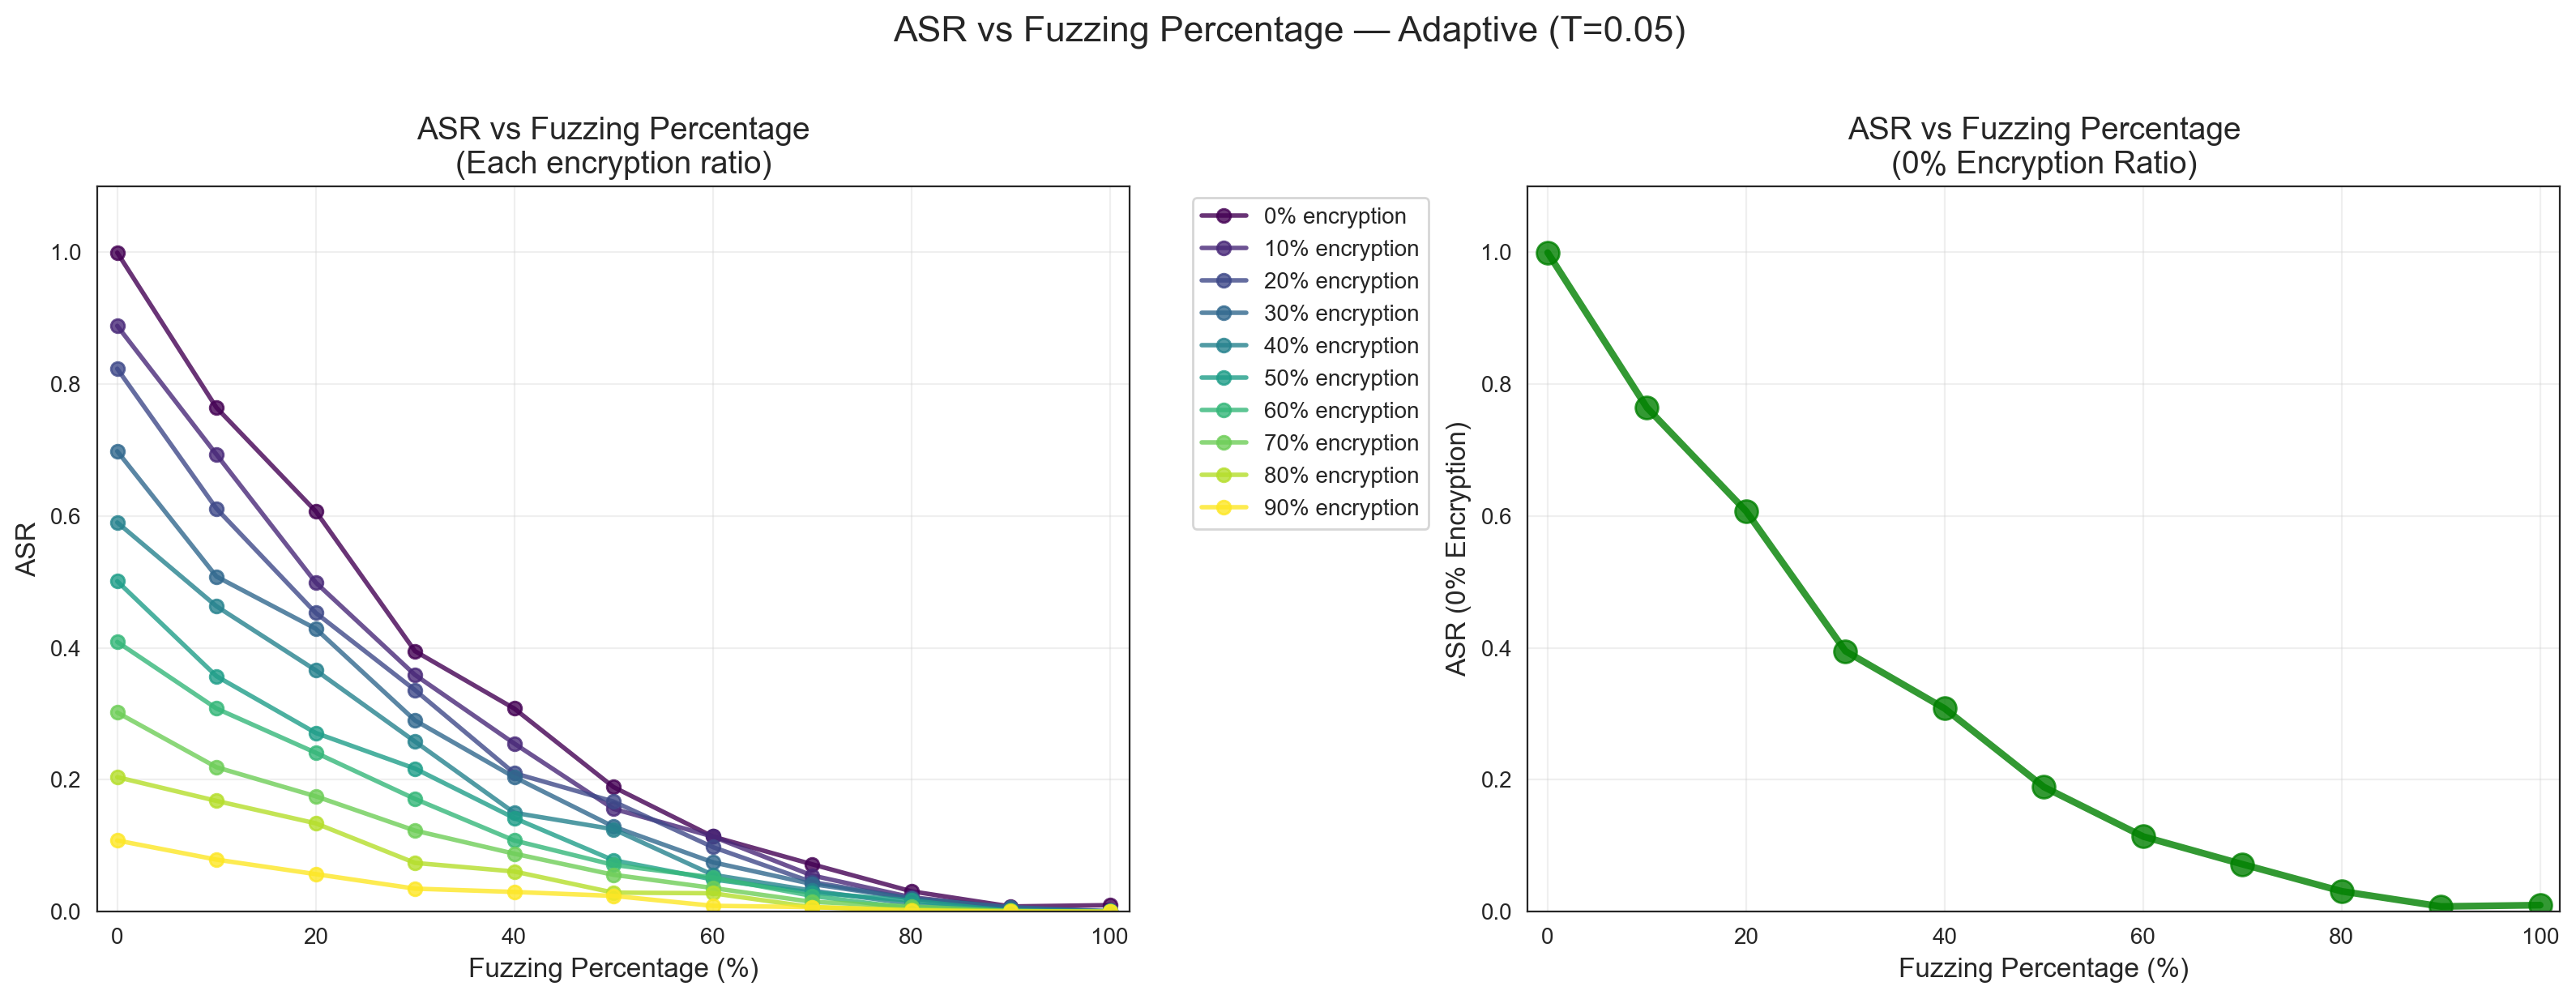 ASR vs Fuzzing Percentage — Adaptive (T=0.05)
ASR vs Fuzzing Percentage
(Each encryption ratio)
1.0
0.8
0.6
0.4
0.2
0.0
ASR
0
20
40
60
80
100
Fuzzing Percentage (%)
0% encryption
10% encryption
20% encryption
30% encryption
40% encryption
50% encryption
60% encryption
70% encryption
80% encryption
90% encryption
ASR vs Fuzzing Percentage
(0% Encryption Ratio)
1.0
0.8
0.6
0.4
0.2
0.0
ASR (0% Encryption)
0
20
40
60
80
100
Fuzzing Percentage (%)